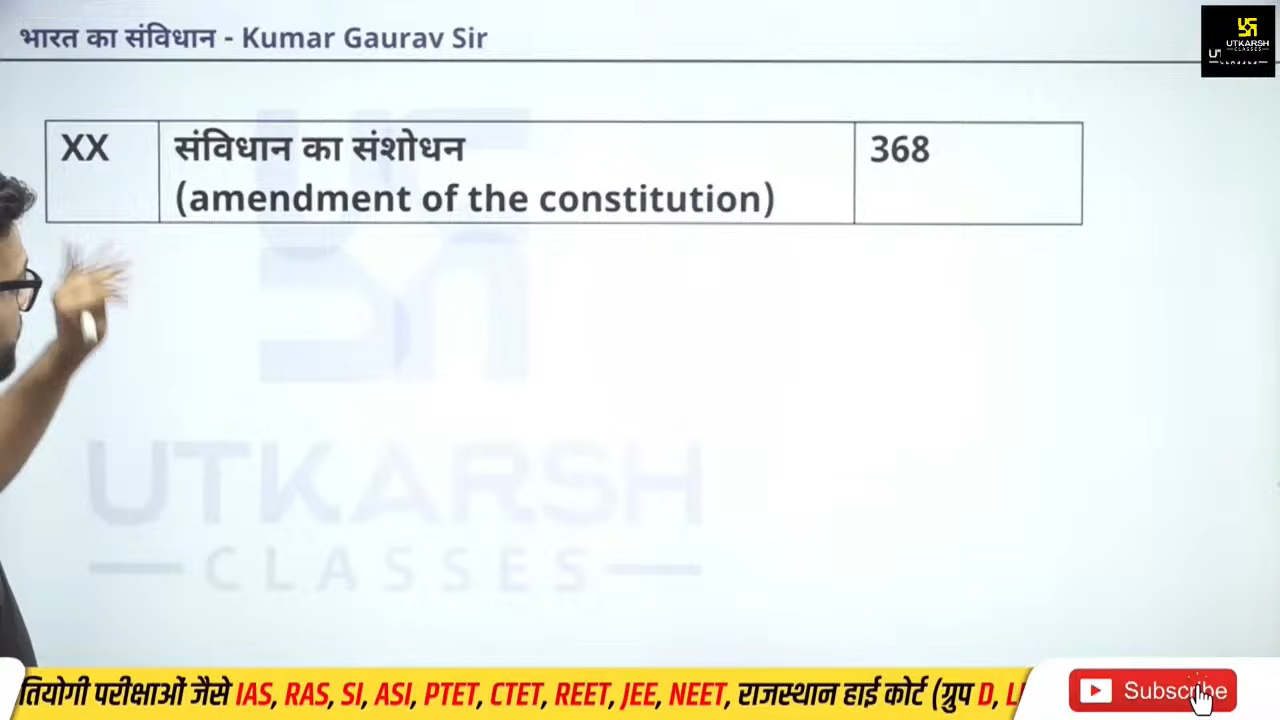 भारत का संविधान - Kumar Gaurav Sir
UTKARSH
CLASSES
XX
संविधान का संशोधन
(amendment of the constitution)
368
UTKARSH
CLASSES
तियोगी परीक्षाओं जैसे IAS, RAS, SI, ASI, PTET, CTET, REET, JEE, NEET, राजस्थान हाई कोर्ट (ग्रुप D,
Subscribe